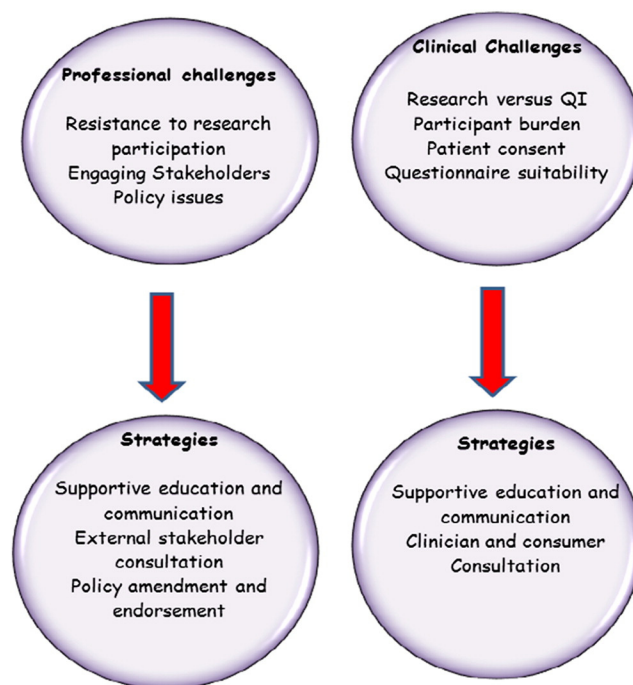 Professional challenges
Resistance to research
participation
Engaging Stakeholders
Policy issues
Clinical Challenges
Research versus QI
Participant burden
Patient consent
Questionnaire suitability
Strategies
Supportive education and
communication
External stakeholder
consultation
Policy amendment and
endorsement
Strategies
Supportive education and
communication
Clinician and consumer
Consultation